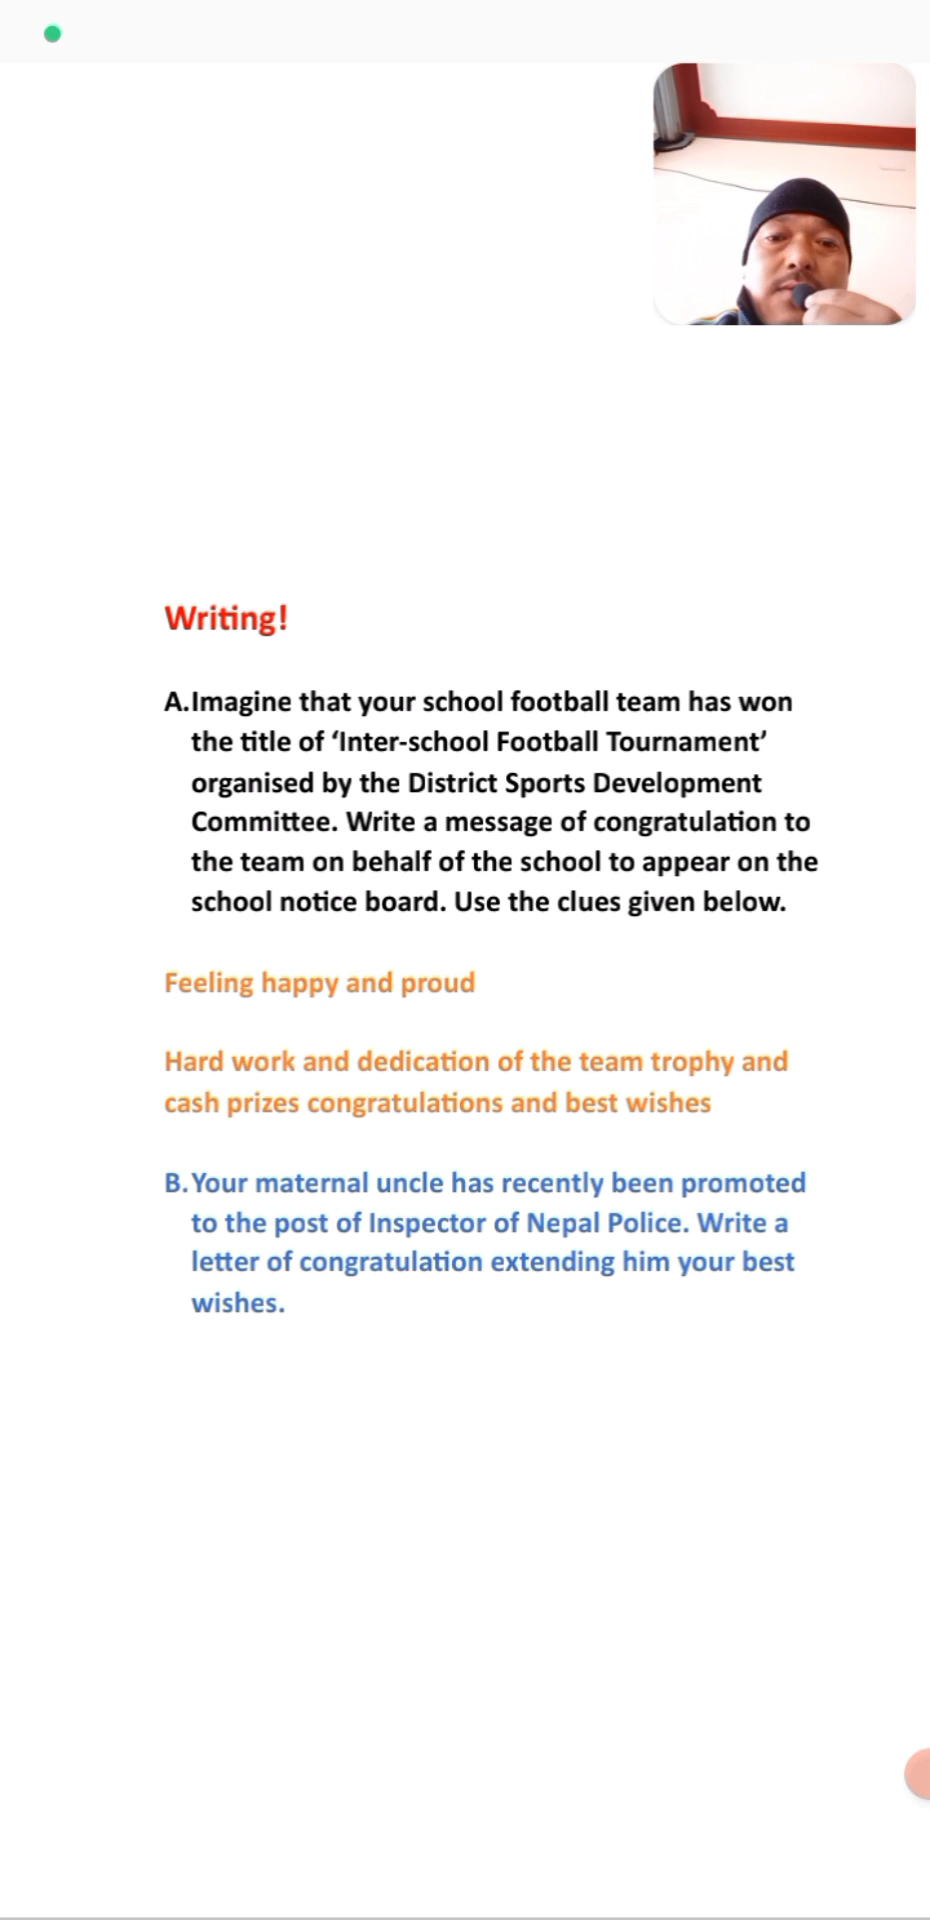 Writing!
A.Imagine that your school football team has won
the title of ‘Inter-school Football Tournament’
organised by the District Sports Development
Committee. Write a message of congratulation to
the team on behalf of the school to appear on the
school notice board. Use the clues given below.
Feeling happy and proud
Hard work and dedication of the team trophy and
cash prizes congratulations and best wishes
B.Your maternal uncle has recently been promoted
to the post of Inspector of Nepal Police. Write a
letter of congratulation extending him your best
wishes.